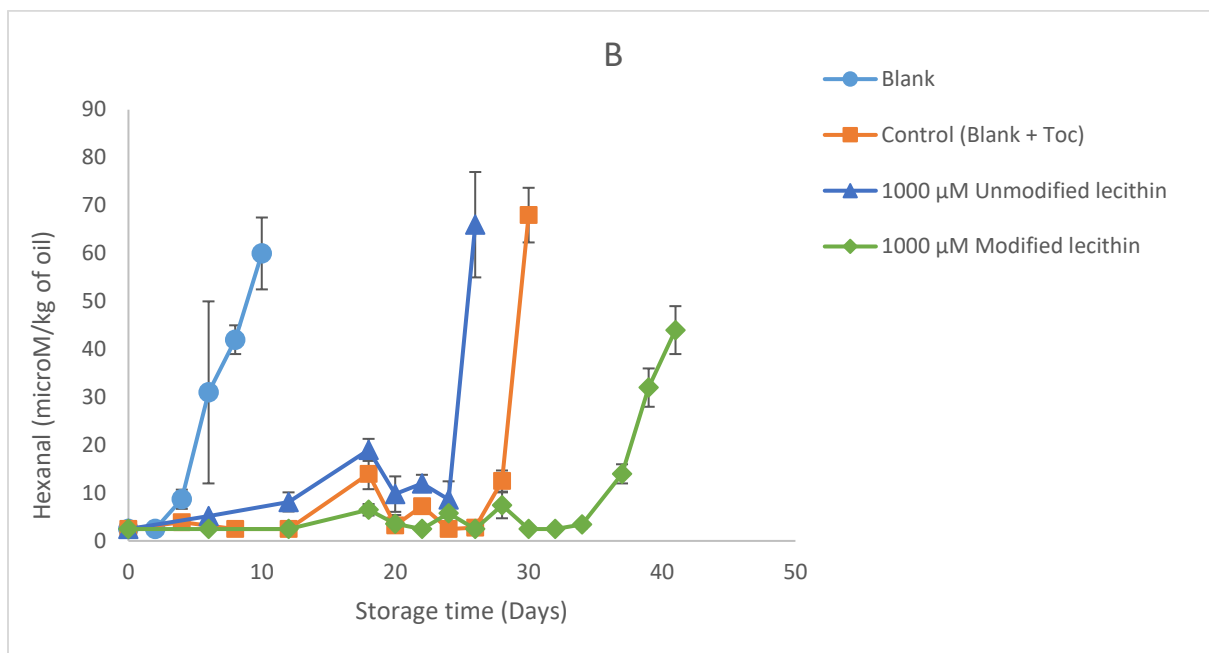 B
Blank
Control (Blank + Toc)
1000 µM Unmodified lecithin
1000 µM Modified lecithin
Hexanal (microM/kg of oil)
90
80
70
60
50
40
30
20
10
0
0 10 20 30 40 50
Storage time (Days)